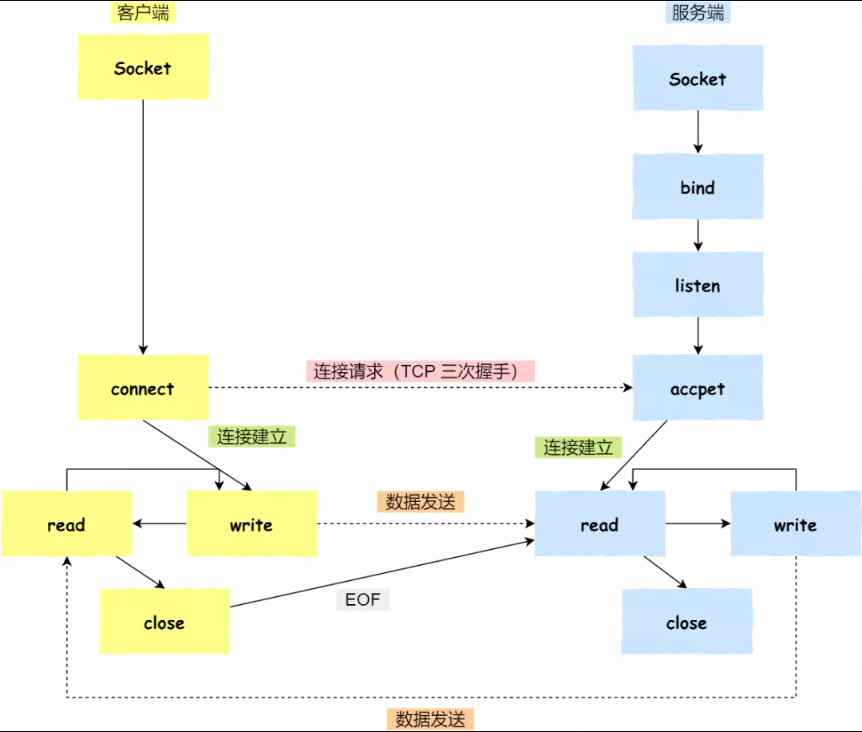 客户端
服务端
Socket
Socket
bind
listen
连接请求（TCP 三次握手）
connect
accpet
连接建立
连接建立
数据发送
read
write
read
write
EOF
close
close
数据发送